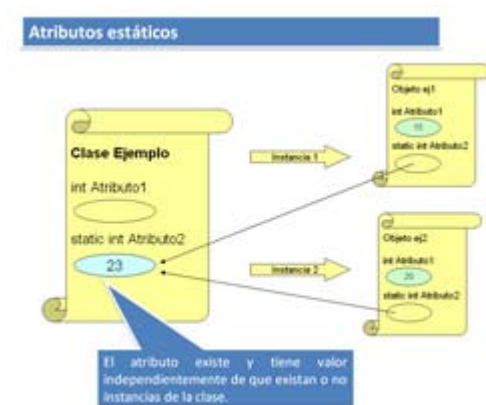 Atributos estáticos
Clase Ejemplo
int Atributo1
static int Atributo2
23
Instancia 1
Objeto ej1
int Atributo1
15
static int Atributo2
Instancia 2
Objeto ej2
int Atributo1
20
static int Atributo2
El atributo existe y tiene valor
independientemente de que existan o no
instancias de la clase.